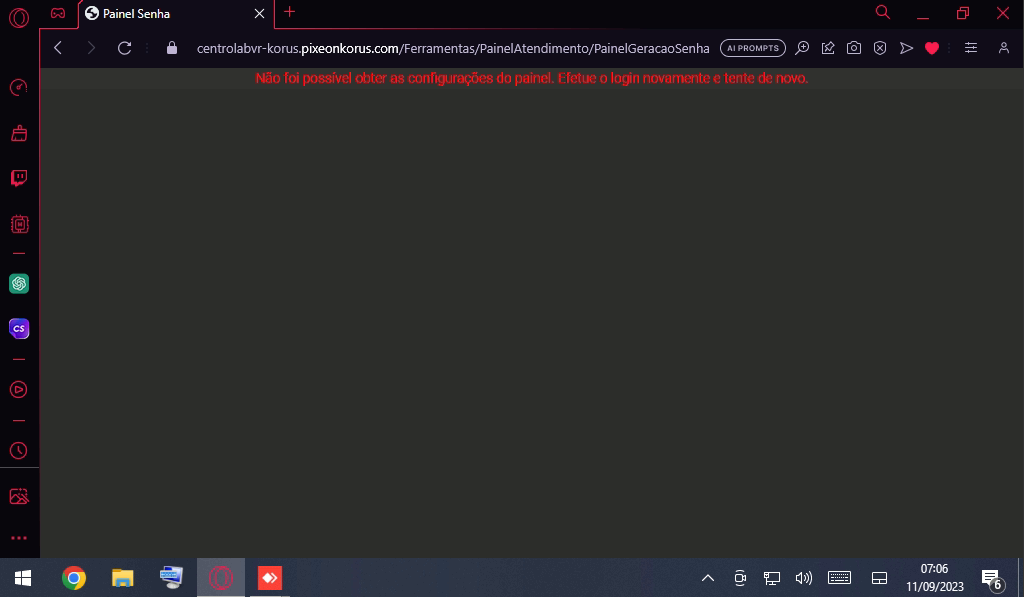 Painel Senha
centrolabvr-korus.pixeonkorus.com/Ferramentas/PainelAtendimento/PainelGeracaoSenha
AI PROMPTS
Não foi possível obter as configurações do painel. Efetue o login novamente e tente de novo.
M
CS
07:06
11/09/2023
6